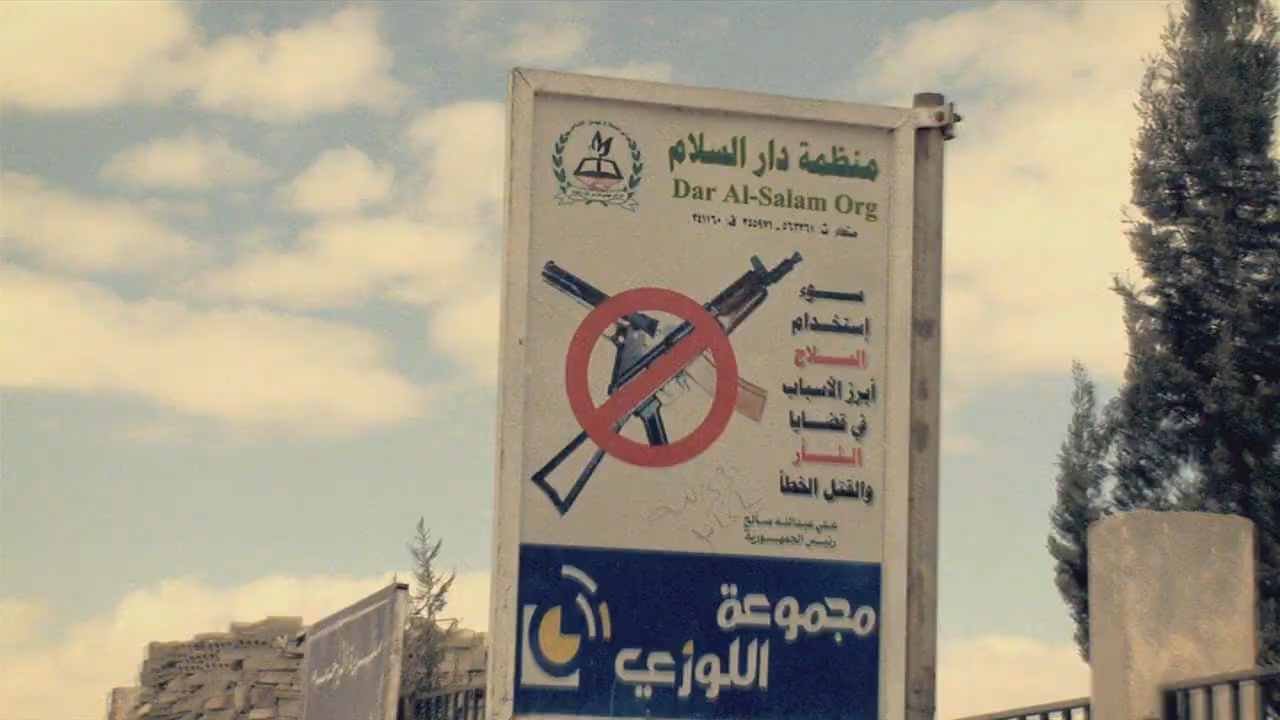 منظمة دار السلام
Dar Al-Salam Org
سوء
إستخدام
السلاح
أبرز الأسباب
في قضايا
الثأر
والقتل الخطأ
علي عبدالله صالح
رئيس الجمهورية
مجموعة
اللوزي